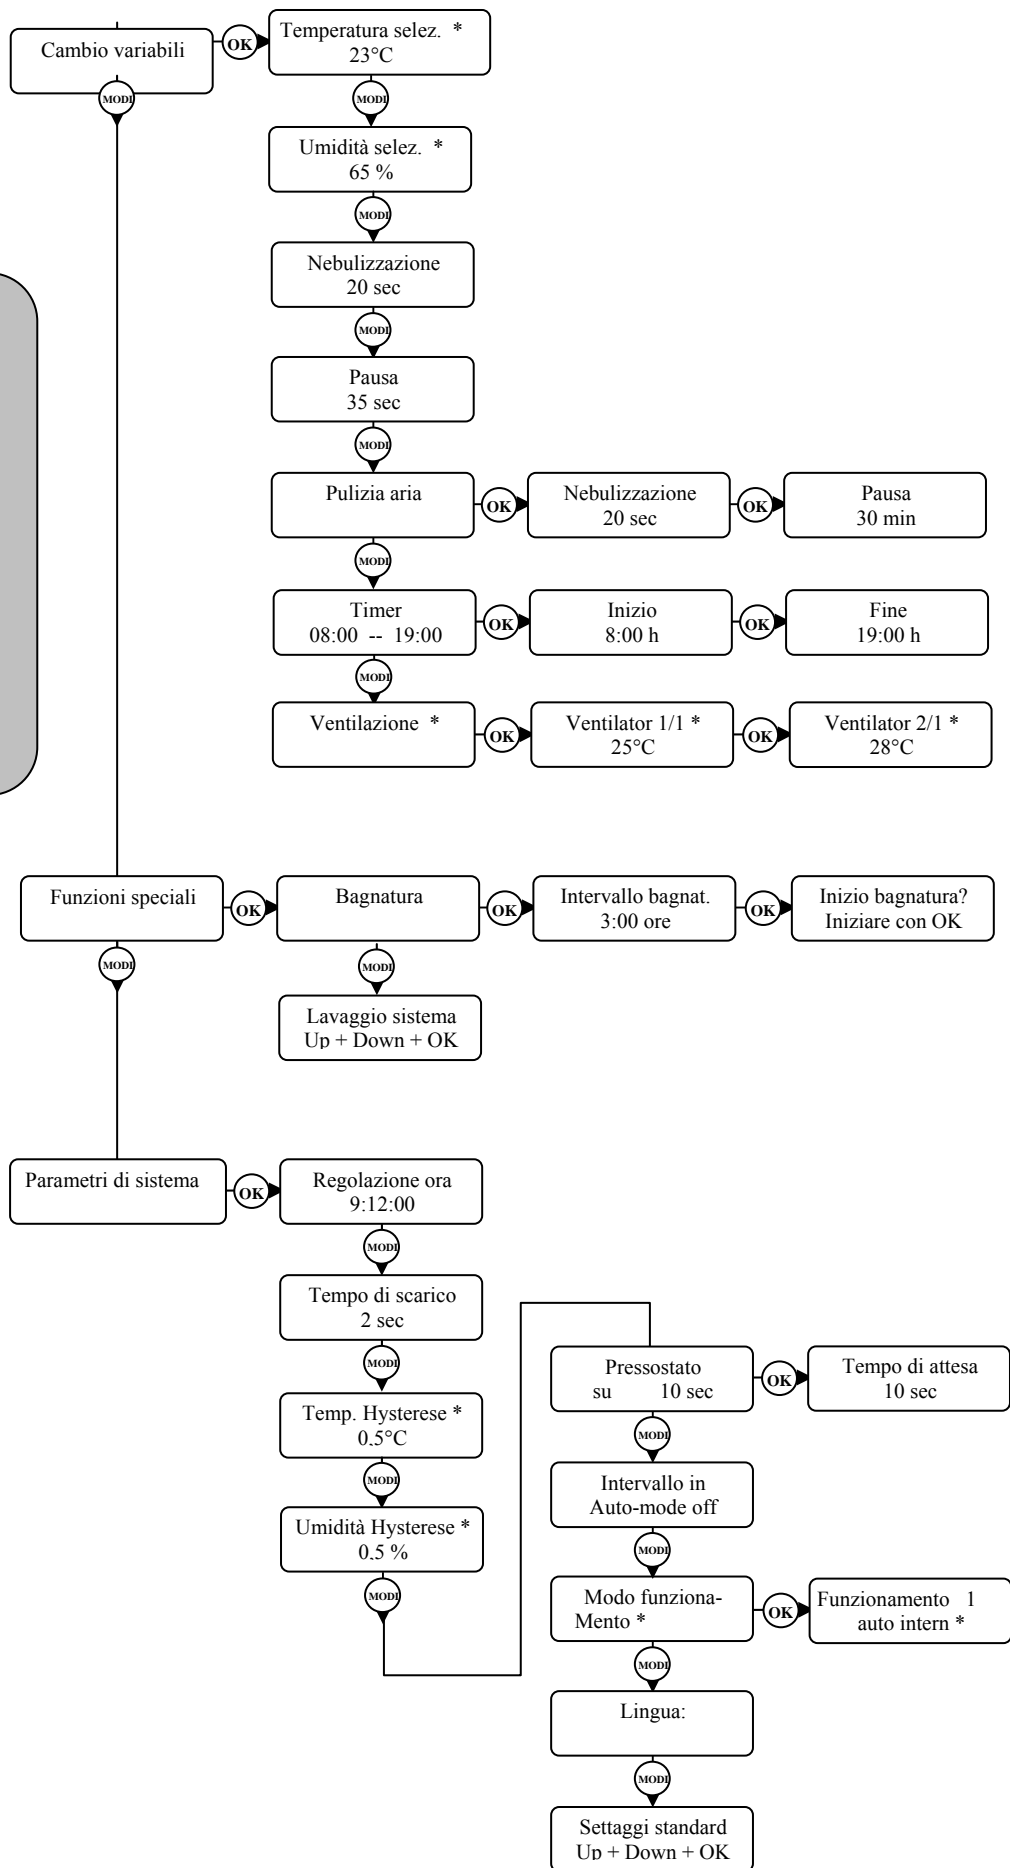 Cambio variabili
OK
Temperatura selez. *
23°C
MODI
MODI
Umidità selez. *
65 %
MODI
Nebulizzazione
20 sec
MODI
Pausa
35 sec
MODI
Pulizia aria
OK
Nebulizzazione
20 sec
OK
Pausa
30 min
MODI
Timer
08:00 -- 19:00
OK
Inizio
8:00 h
OK
Fine
19:00 h
MODI
Ventilazione *
OK
Ventilator 1/1 *
25°C
OK
Ventilator 2/1 *
28°C
Funzioni speciali
OK
Bagnatura
OK
Intervallo bagnat.
3:00 ore
OK
Inizio bagnatura?
Iniziare con OK
MODI
MODI
Lavaggio sistema
Up + Down + OK
Parametri di sistema
OK
Regolazione ora
9:12:00
MODI
Tempo di scarico
2 sec
MODI
Temp. Hysterese *
0.5°C
MODI
Umidità Hysterese *
0.5 %
MODI
Pressostato
su 10 sec
OK
Tempo di attesa
10 sec
MODI
Intervallo in
Auto-mode off
MODI
Modo funziona-
Mento *
OK
Funzionamento 1
auto intern *
MODI
Lingua:
MODI
Settaggi standard
Up + Down + OK